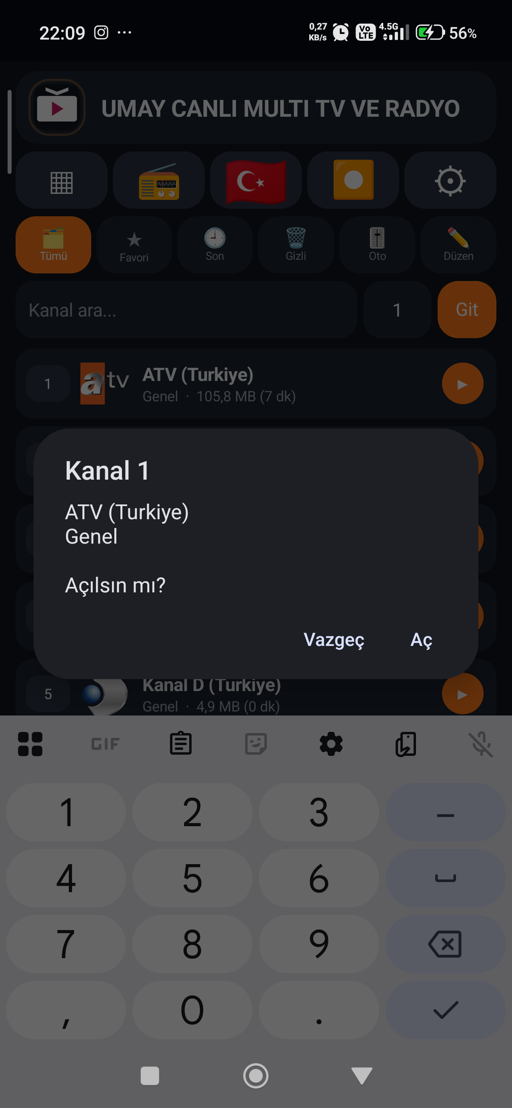 22:09
0,27 KB/s
Vo LTE
4.5G
56%
UMAY CANLI MULTI TV VE RADYO
Tümü
Favori
Son
Gizli
Oto
Düzen
Kanal ara...
1
Git
1
atv
ATV (Turkiye)
Genel · 105,8 MB (7 dk)
Kanal 1
ATV (Turkiye)
Genel
Açılsın mı?
Vazgeç
Aç
5
Kanal D (Turkiye)
Genel · 4,9 MB (0 dk)
GIF
1
2
3
–
4
5
6
7
8
9
,
0
.